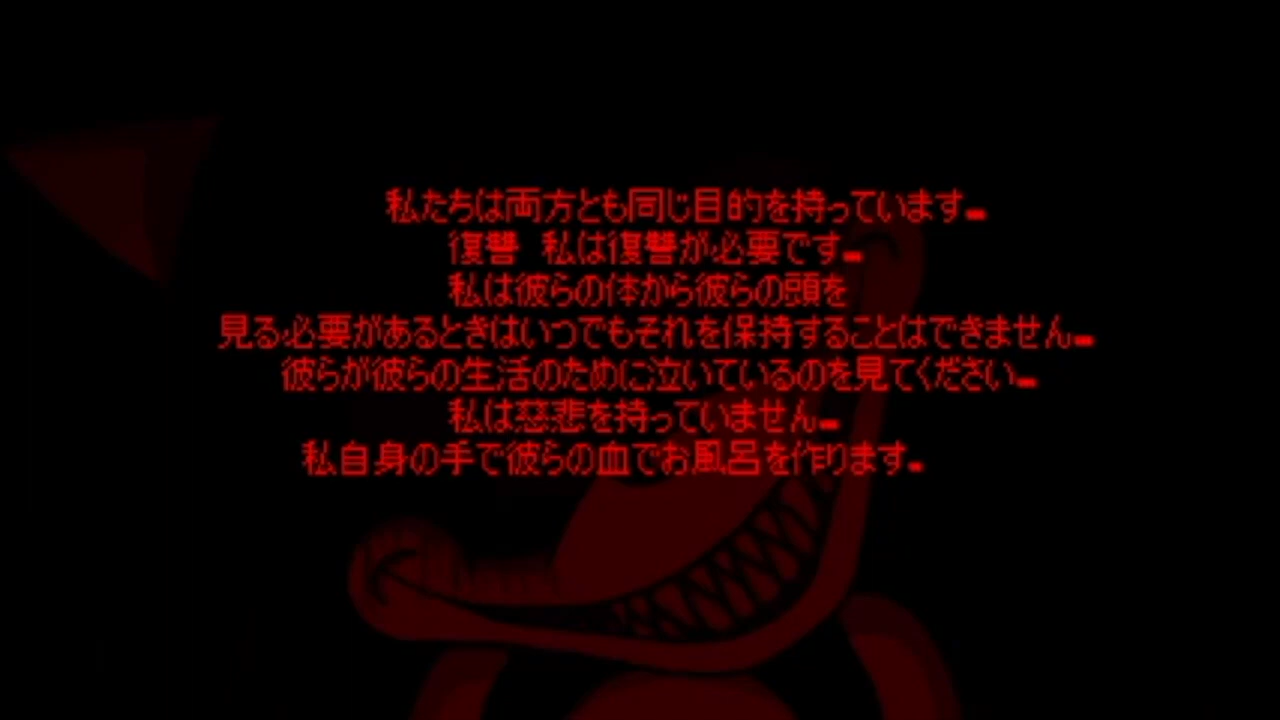 私たちは両方とも同じ目的を持っています。
復讐 私は復讐が必要です。
私は彼らの体から彼らの頭を
見る必要があるときはいつでもそれを保持することはできません。
彼らが彼らの生活のために泣いているのを見てください。
私は慈悲を持っていません。
私自身の手で彼らの血でお風呂を作ります。